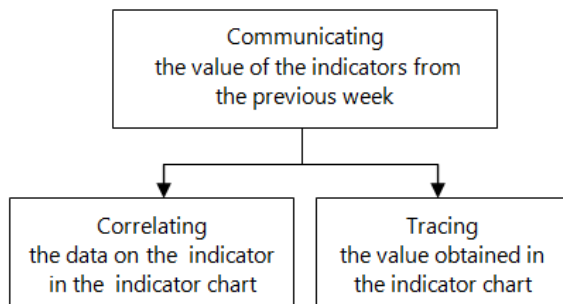 Communicating
the value of the indicators from
the previous week
Correlating
the data on the indicator
in the indicator chart
Tracing
the value obtained in
the indicator chart